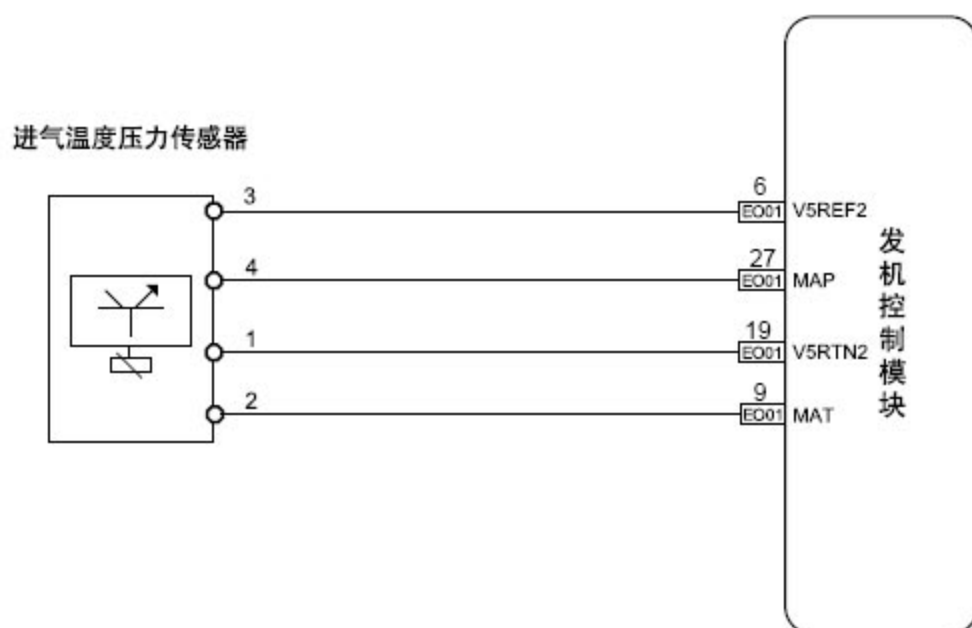 进气温度压力传感器
3
6
EO01
V5REF2
4
27
EO01
MAP
1
19
EO01
V5RTN2
2
9
EO01
MAT
发机控制模块